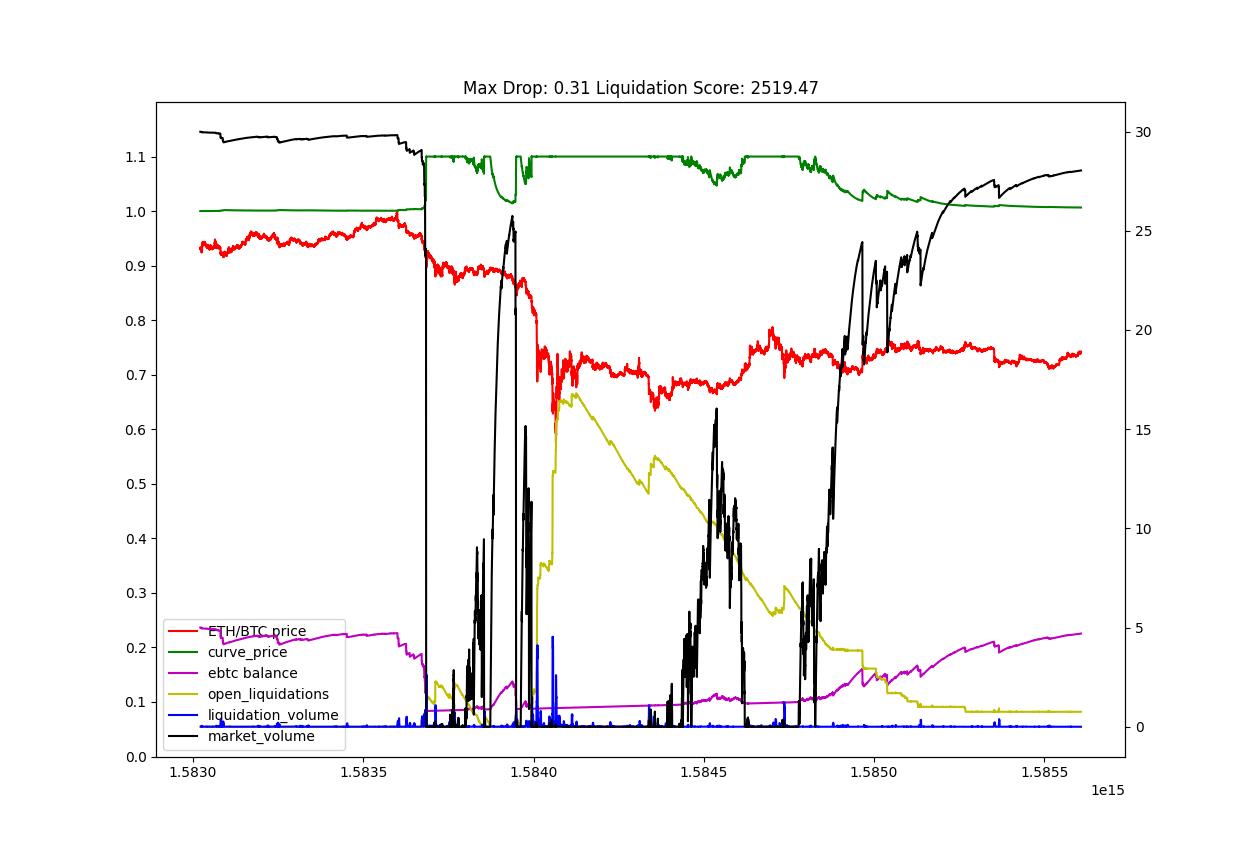 Max Drop: 0.31 Liquidation Score: 2519.47
1.1
1.0
0.9
0.8
0.7
0.6
0.5
0.4
0.3
0.2
0.1
0.0
30
25
20
15
10
5
0
ETH/BTC price
curve_price
ebtc balance
open_liquidations
liquidation_volume
market_volume
1.5830 1.5835 1.5840 1.5845 1.5850 1.5855
1e15